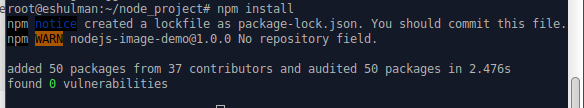 root@eshulman:~/node_project# npm install
npm notice created a lockfile as package-lock.json. You should commit this file.
npm WARN nodejs-image-demo@1.0.0 No repository field.
added 50 packages from 37 contributors and audited 50 packages in 2.476s
found 0 vulnerabilities